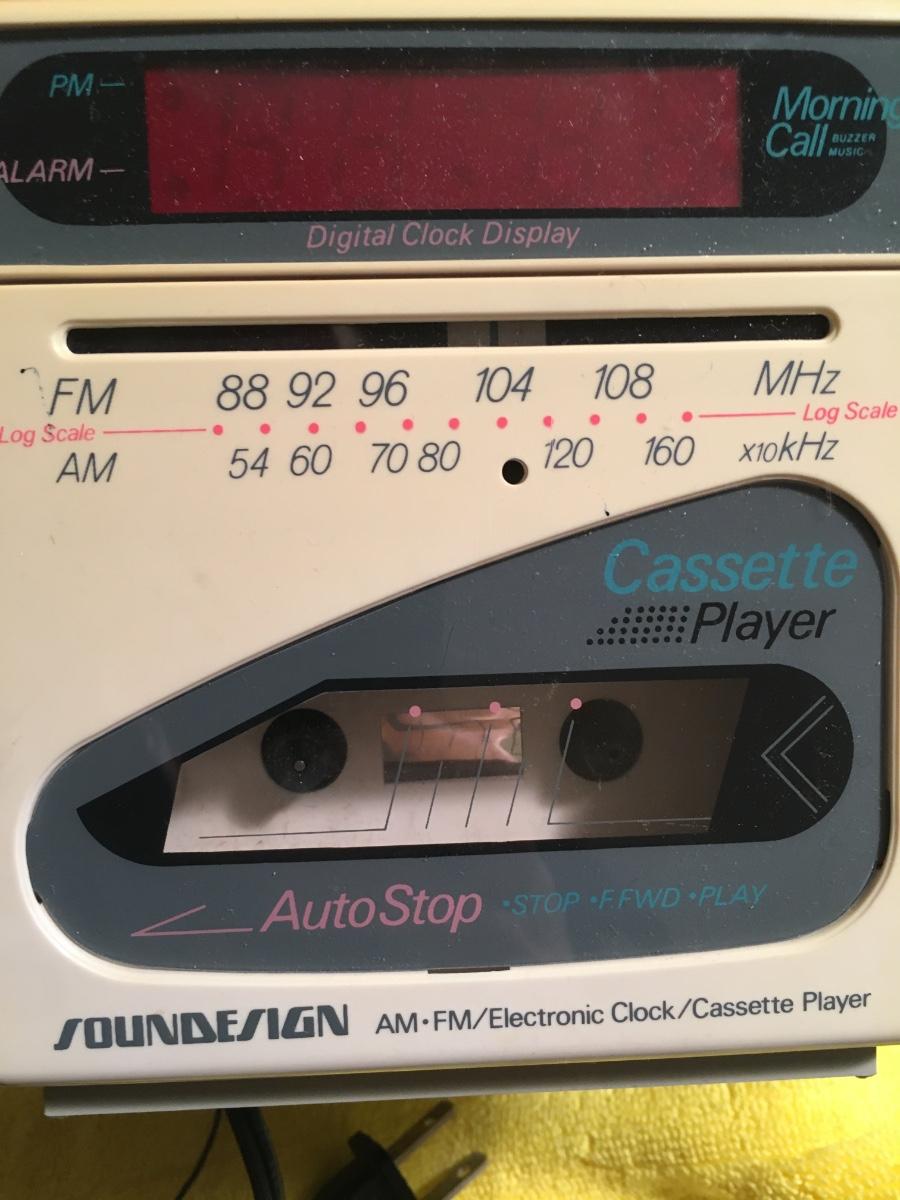 PM
Morning
Call BUZZER
MUSIC
ALARM
Digital Clock Display
FM 88 92 96 104 108 MHz
Log Scale Log Scale
AM 54 60 70 80 120 160 x10kHz
Cassette
Player
AutoStop •STOP •F.FWD •PLAY
SOUNDESIGN AM•FM/Electronic Clock/Cassette Player